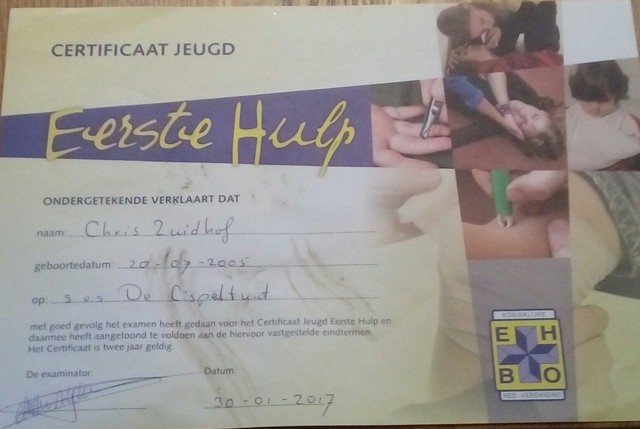 CERTIFICAAT JEUGD
Eerste Hulp
ONDERGETEKENDE VERKLAART DAT
naam: Chris Zuidhof
geboortedatum: 20-07-2005
op: s.v.s De Cispeltunt
met goed gevolg het examen heeft gedaan voor het Certificaat Jeugd Eerste Hulp en
daarmee heeft aangetoond te voldoen aan de hiervoor vastgestelde eindtermen.
Het Certificaat is twee jaar geldig.
De examinator:
Datum:
30-01-2017
KONINKLIJKE
E H
B O
NED. VERENIGING